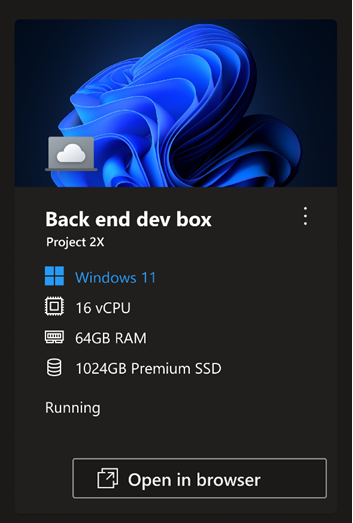 Back end dev box
Project 2X
Windows 11
16 vCPU
64GB RAM
1024GB Premium SSD
Running
Open in browser